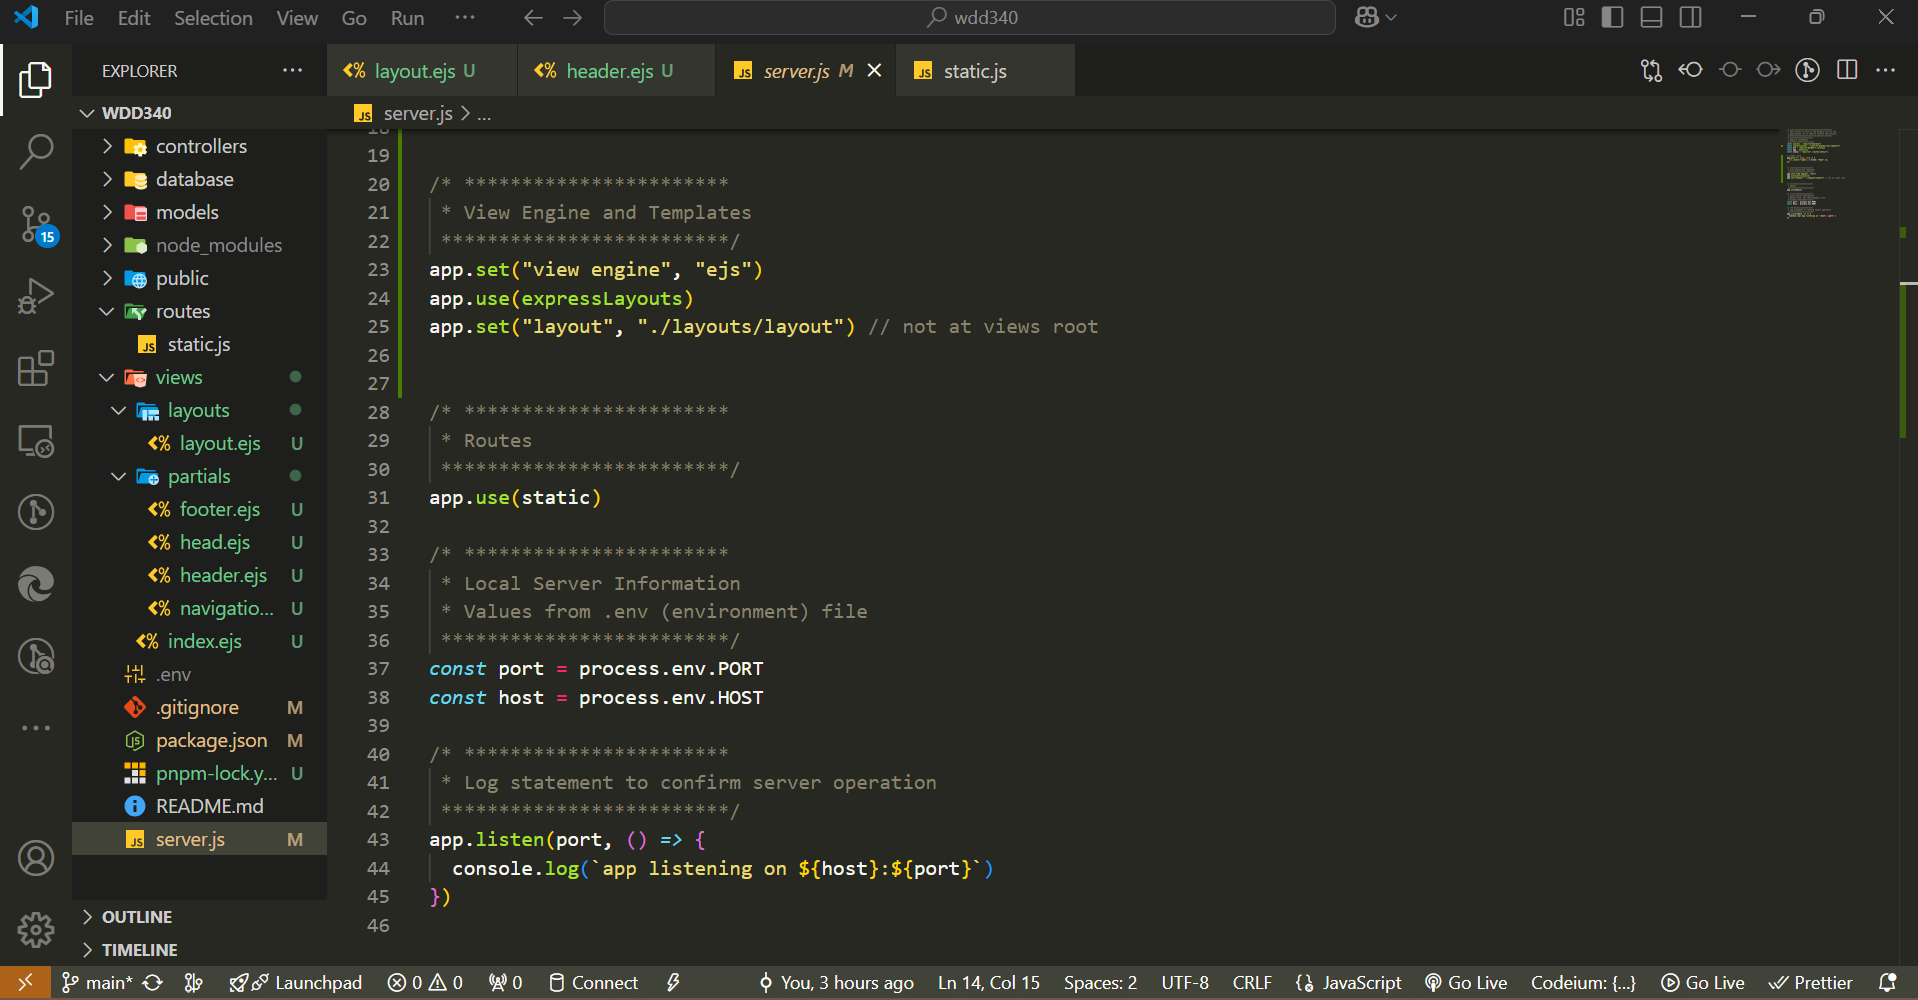 File Edit Selection View Go Run ··· wdd340
EXPLORER ···
layout.ejs U header.ejs U server.js M static.js
WDD340
server.js > ...
controllers
database
models
node_modules
public
routes
static.js
views
layouts
layout.ejs U
partials
footer.ejs U
head.ejs U
header.ejs U
navigatio... U
index.ejs U
.env
.gitignore M
package.json M
pnpm-lock.y... U
README.md
server.js M
OUTLINE
TIMELINE
18
19
20 /* ***********************
21 * View Engine and Templates
22 *************************/
23 app.set("view engine", "ejs")
24 app.use(expressLayouts)
25 app.set("layout", "./layouts/layout") // not at views root
26
27
28 /* ***********************
29 * Routes
30 *************************/
31 app.use(static)
32
33 /* ***********************
34 * Local Server Information
35 * Values from .env (environment) file
36 *************************/
37 const port = process.env.PORT
38 const host = process.env.HOST
39
40 /* ***********************
41 * Log statement to confirm server operation
42 *************************/
43 app.listen(port, () => {
44 console.log(`app listening on ${host}:${port}`)
45 })
46
15
main* Launchpad 0 0 0 Connect You, 3 hours ago Ln 14, Col 15 Spaces: 2 UTF-8 CRLF JavaScript Go Live Codeium: {...} Go Live Prettier